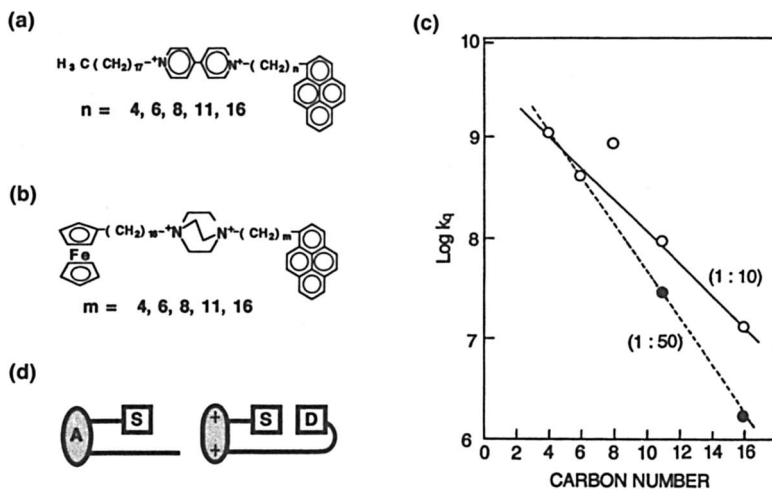 (a)
H₃C(CH₂)₁₇—⁺N N⁺—(CH₂)n
n = 4, 6, 8, 11, 16
(b)
(CH₂)₁₆—⁺N N⁺—(CH₂)m
Fe
m = 4, 6, 8, 11, 16
(d)
A S + + S D
(c)
Log kq
10
9
8
7
6
(1 : 10)
(1 : 50)
0 2 4 6 8 10 12 14 16
CARBON NUMBER